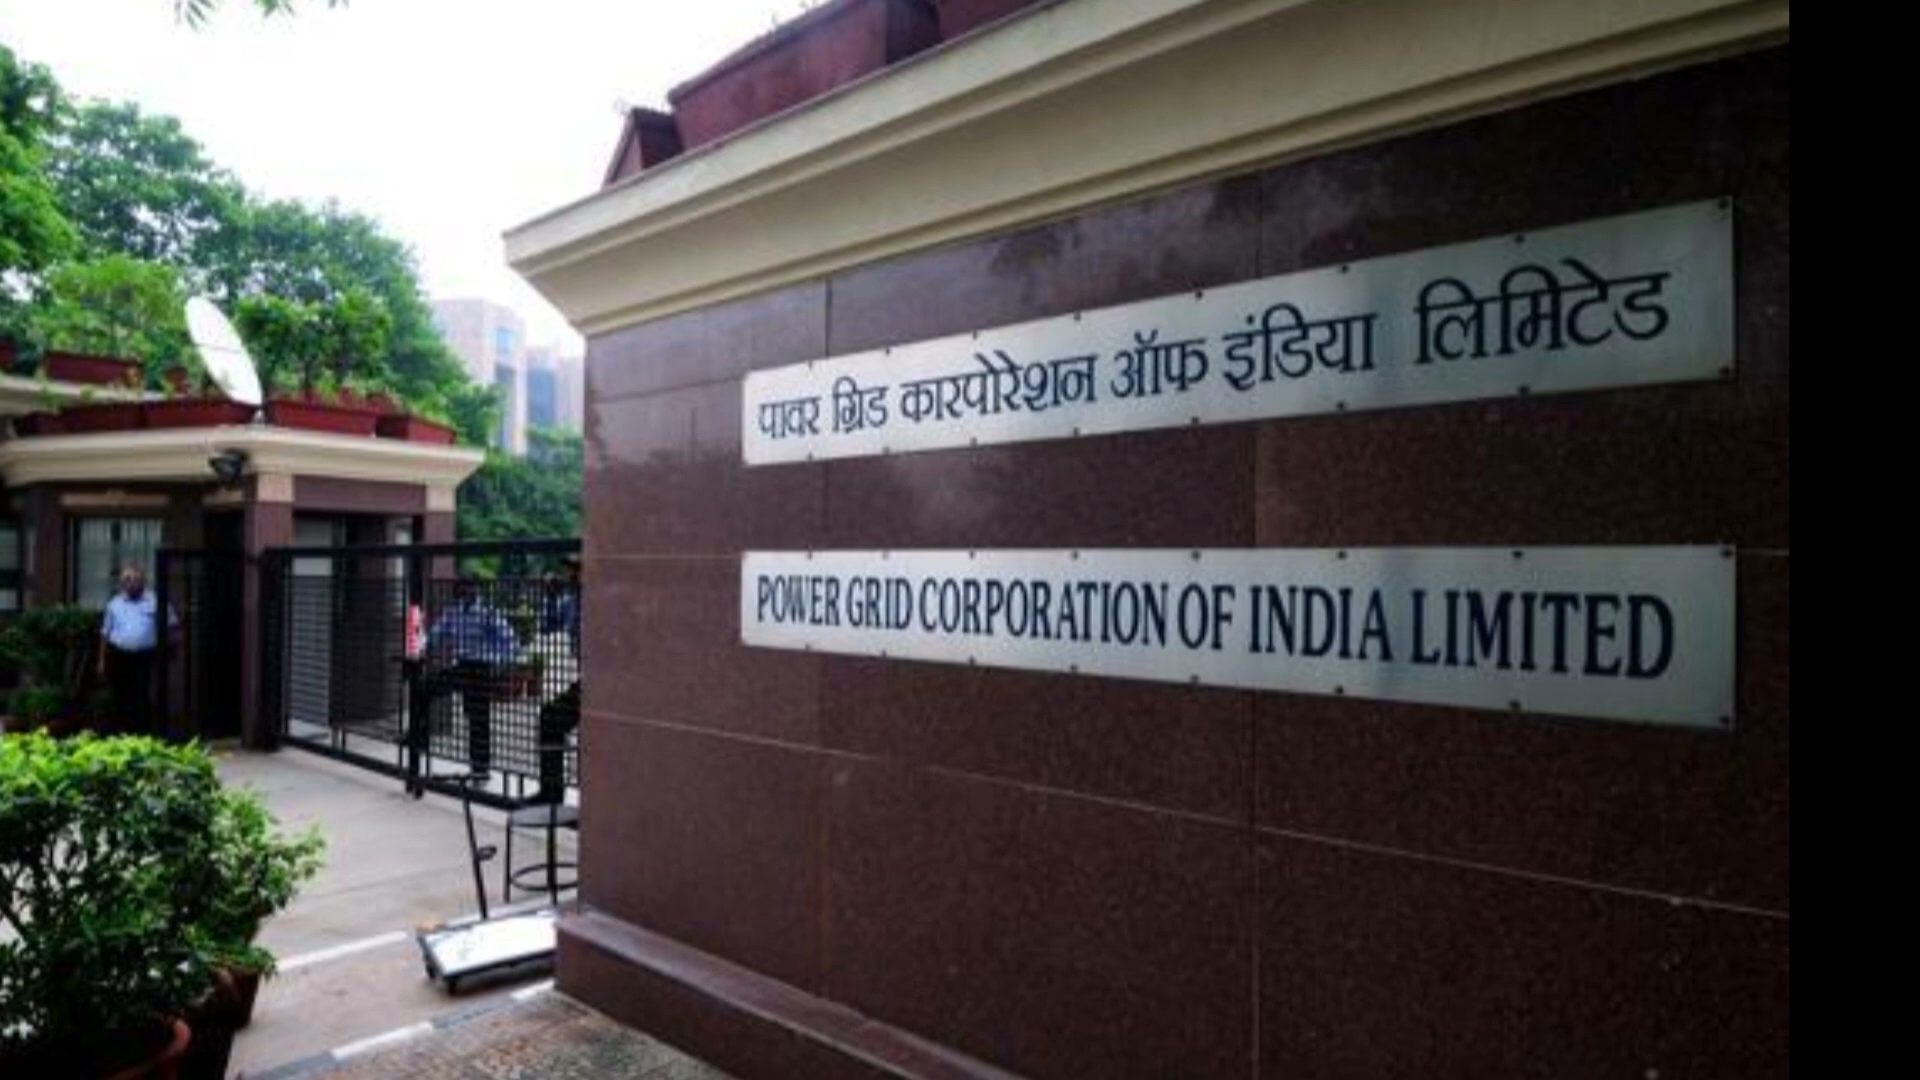 पावर ग्रिड कारपोरेशन ऑफ इंडिया लिमिटेड
POWER GRID CORPORATION OF INDIA LIMITED